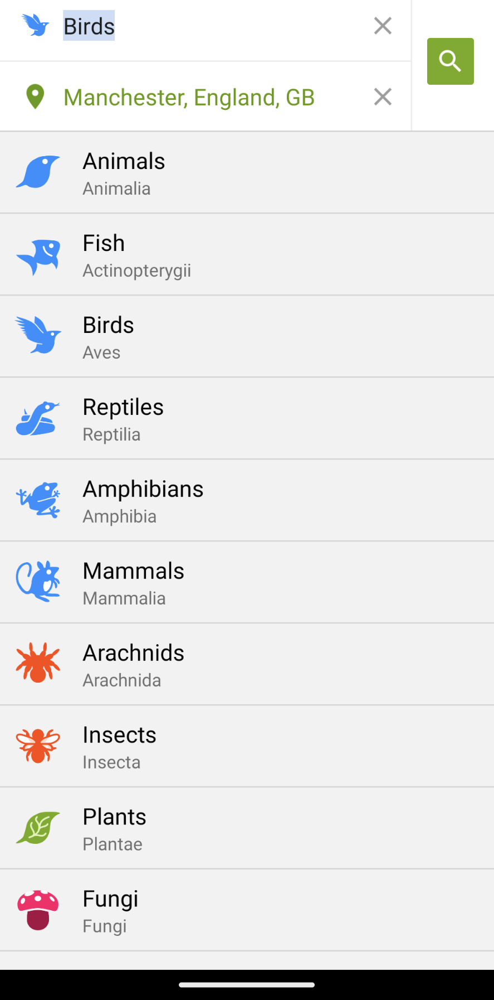 Birds
Manchester, England, GB
Animals
Animalia
Fish
Actinopterygii
Birds
Aves
Reptiles
Reptilia
Amphibians
Amphibia
Mammals
Mammalia
Arachnids
Arachnida
Insects
Insecta
Plants
Plantae
Fungi
Fungi